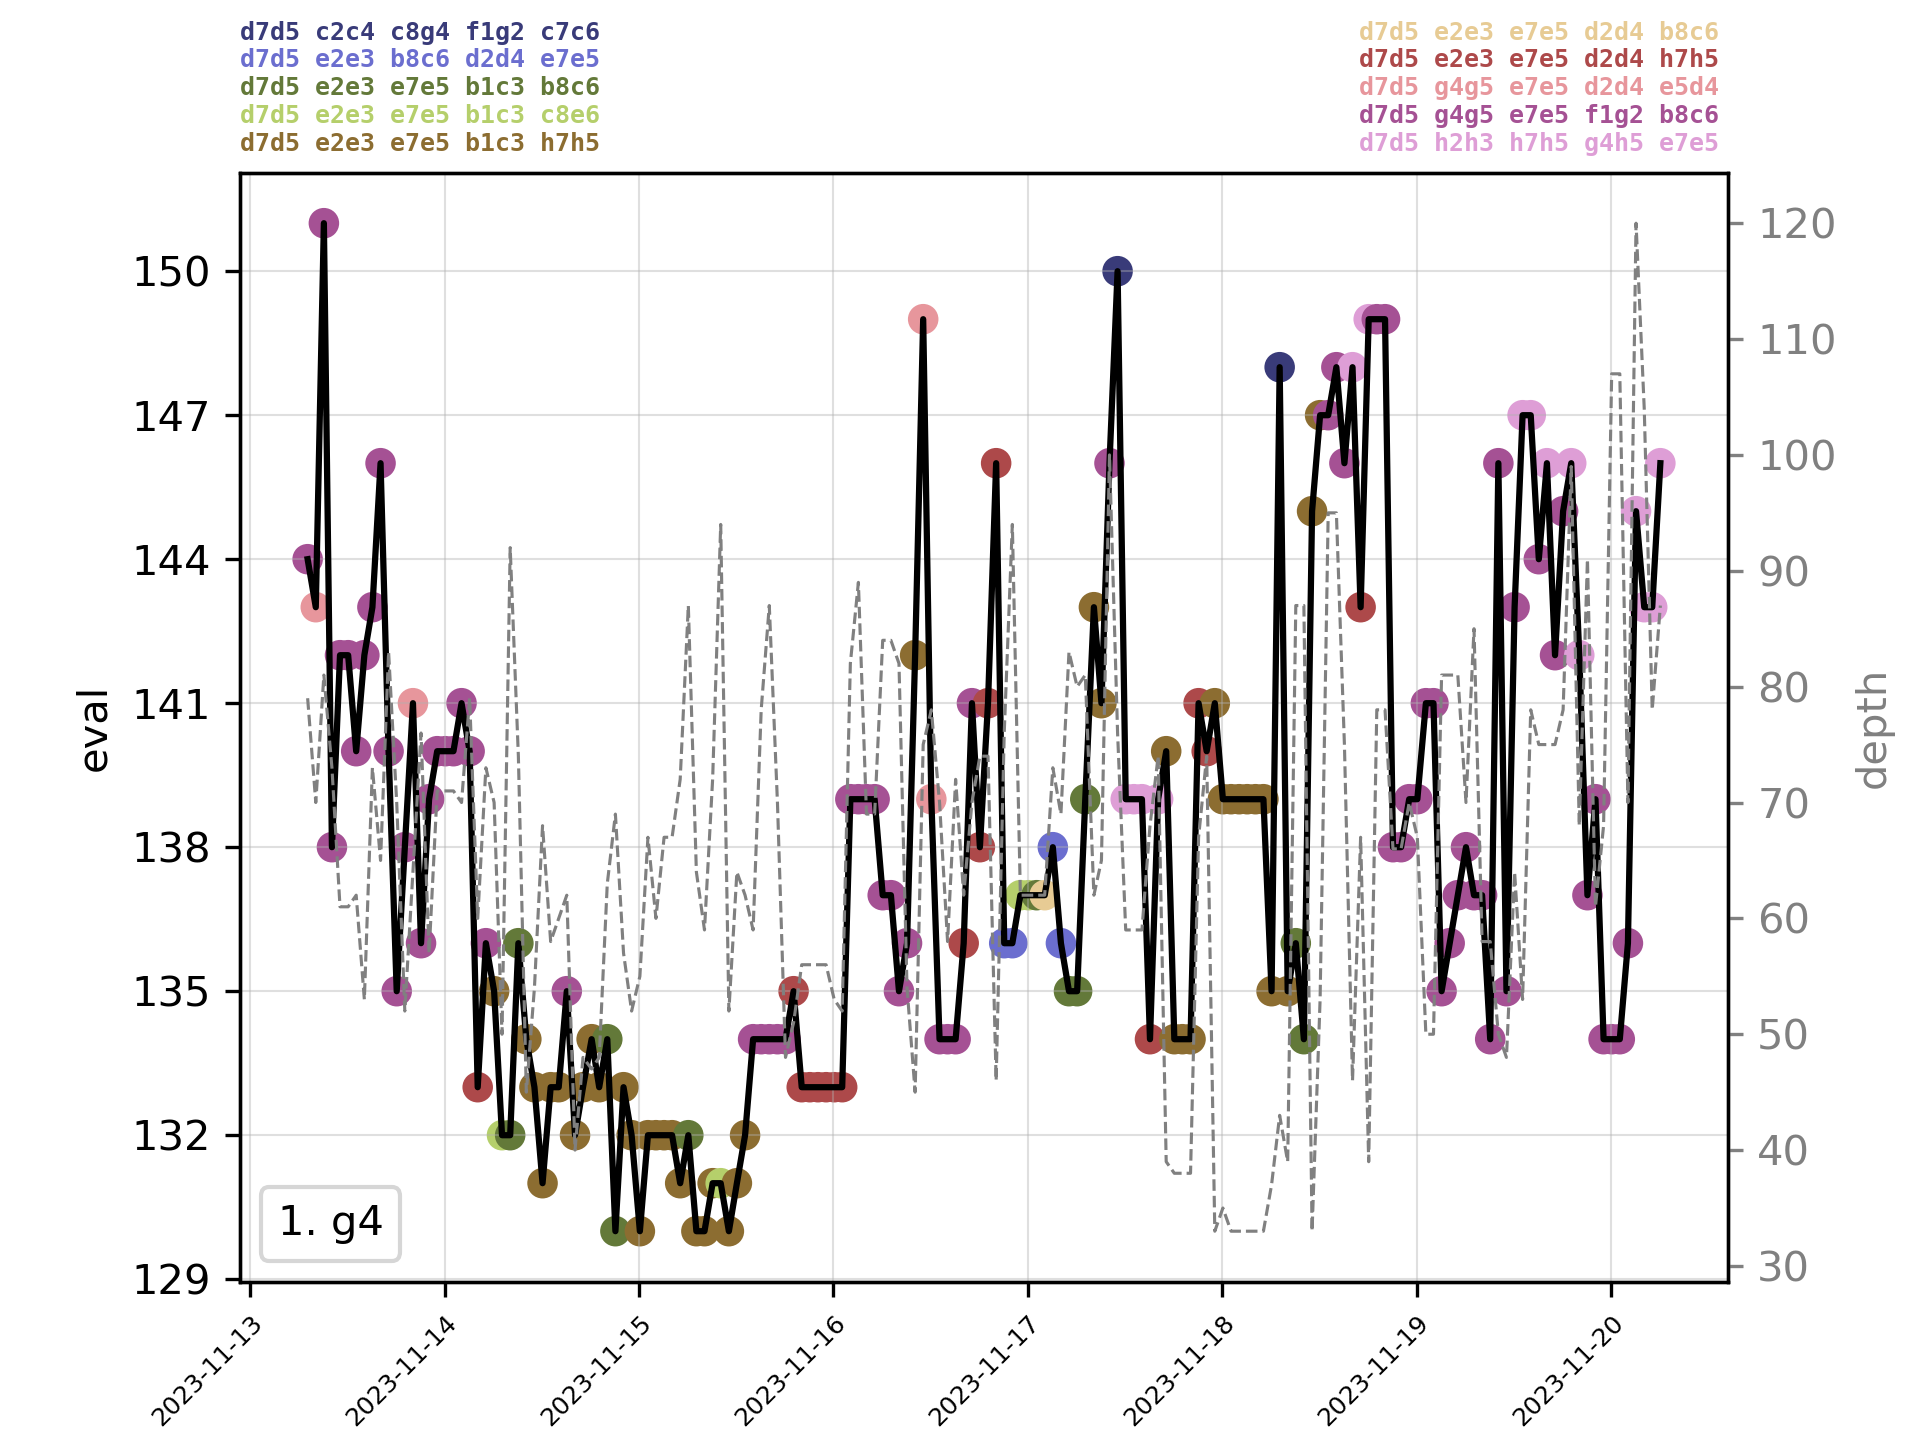 d7d5 c2c4 c8g4 f1g2 c7c6
d7d5 e2e3 b8c6 d2d4 e7e5
d7d5 e2e3 e7e5 b1c3 b8c6
d7d5 e2e3 e7e5 b1c3 c8e6
d7d5 e2e3 e7e5 b1c3 h7h5
d7d5 e2e3 e7e5 d2d4 b8c6
d7d5 e2e3 e7e5 d2d4 h7h5
d7d5 g4g5 e7e5 d2d4 e5d4
d7d5 g4g5 e7e5 f1g2 b8c6
d7d5 h2h3 h7h5 g4h5 e7e5
eval
150
147
144
141
138
135
132
129
1. g4
120
110
100
90
80
70
60
50
40
30
depth
2023-11-13
2023-11-14
2023-11-15
2023-11-16
2023-11-17
2023-11-18
2023-11-19
2023-11-20